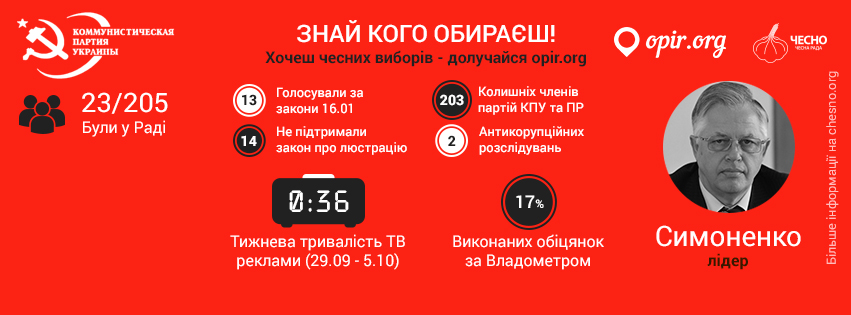 КОММУНИСТИЧЕСКАЯ
ПАРТИЯ
УКРАИНЫ
ЗНАЙ КОГО ОБИРАЄШ!
Хочеш чесних виборів - долучайся opir.org
opir.org
ЧЕСНО
ЧЕСНА РАДА
23/205
Були у Раді
13
Голосували за
закони 16.01
203
Колишніх членів
партій КПУ та ПР
14
Не підтримали
закон про люстрацію
2
Антикорупційних
розслідувань
0:36
Тижнева тривалість ТВ
реклами (29.09 - 5.10)
17%
Виконаних обіцянок
за Владометром
Симоненко
лідер
Більше інформації на chesno.org